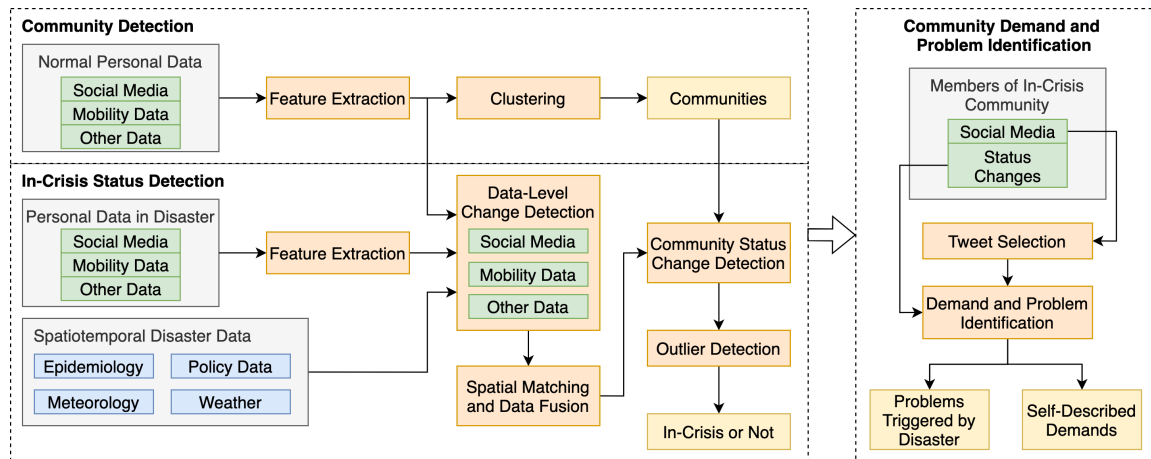 Community Detection
Normal Personal Data
Social Media
Mobility Data
Other Data
Feature Extraction
Clustering
Communities
In-Crisis Status Detection
Personal Data in Disaster
Social Media
Mobility Data
Other Data
Feature Extraction
Spatiotemporal Disaster Data
Epidemiology
Policy Data
Meteorology
Weather
Data-Level
Change Detection
Social Media
Mobility Data
Other Data
Spatial Matching
and Data Fusion
Community Status
Change Detection
Outlier Detection
In-Crisis or Not
Community Demand and
Problem Identification
Members of In-Crisis
Community
Social Media
Status
Changes
Tweet Selection
Demand and Problem
Identification
Problems
Triggered by
Disaster
Self-Described
Demands